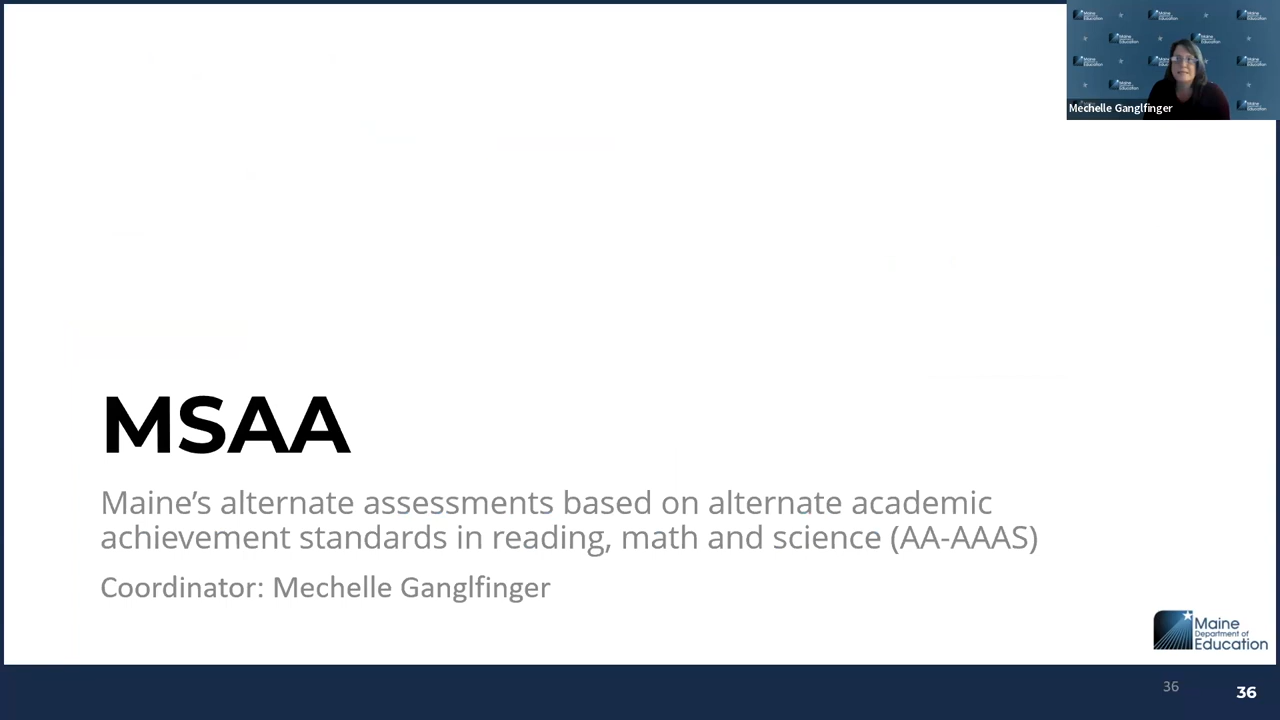 Mechelle Ganglfinger
MSAA
Maine’s alternate assessments based on alternate academic
achievement standards in reading, math and science (AA-AAAS)
Coordinator: Mechelle Ganglfinger
Maine
Department of
Education
36
36